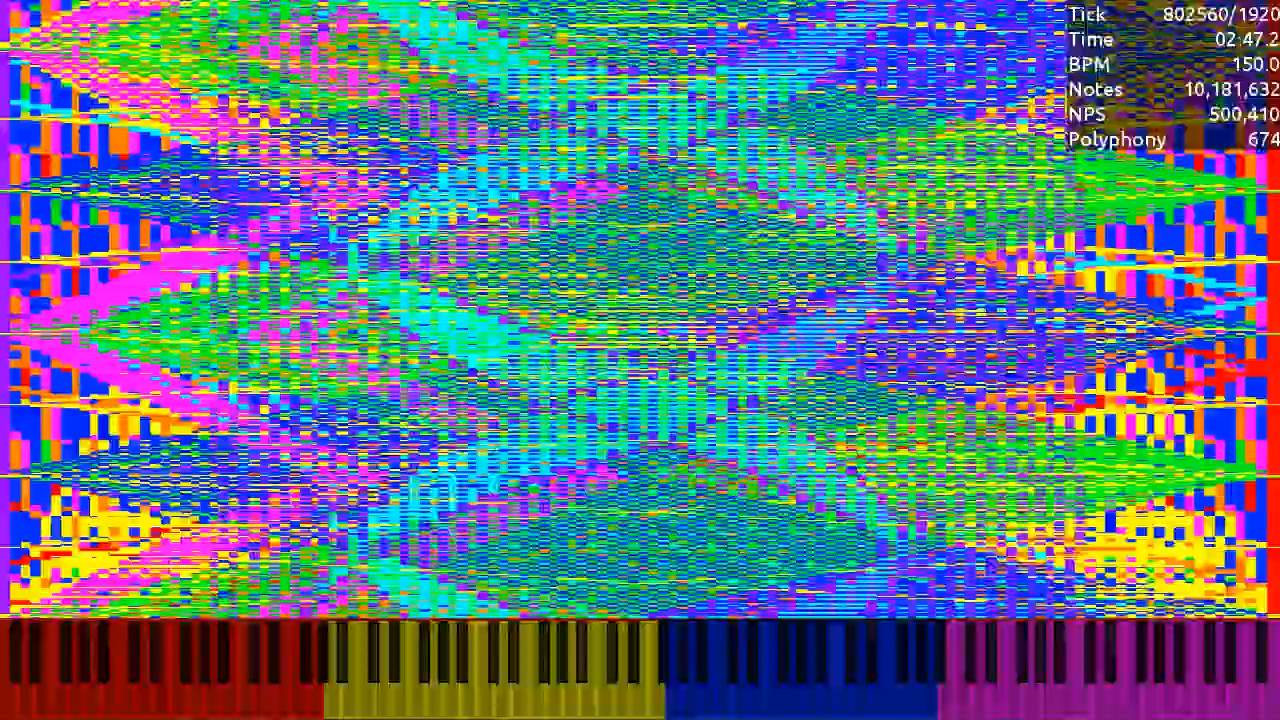 Tick 802560/1920
Time 02:47.2
BPM 150.0
Notes 10,181,632
NPS 500,410
Polyphony 674